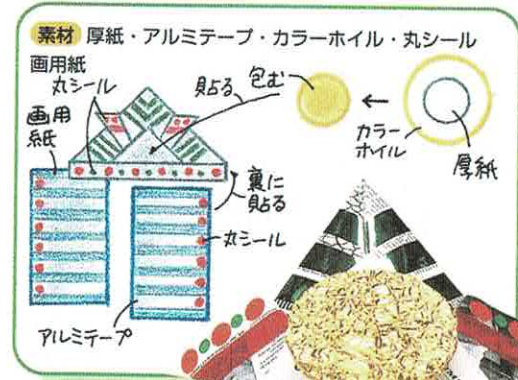 素材 厚紙・アルミテープ・カラーホイル・丸シール
画用紙
丸シール
画用
紙
貼る
包む
←
カラー
ホイル
厚紙
裏に
貼る
丸シール
アルミテープ